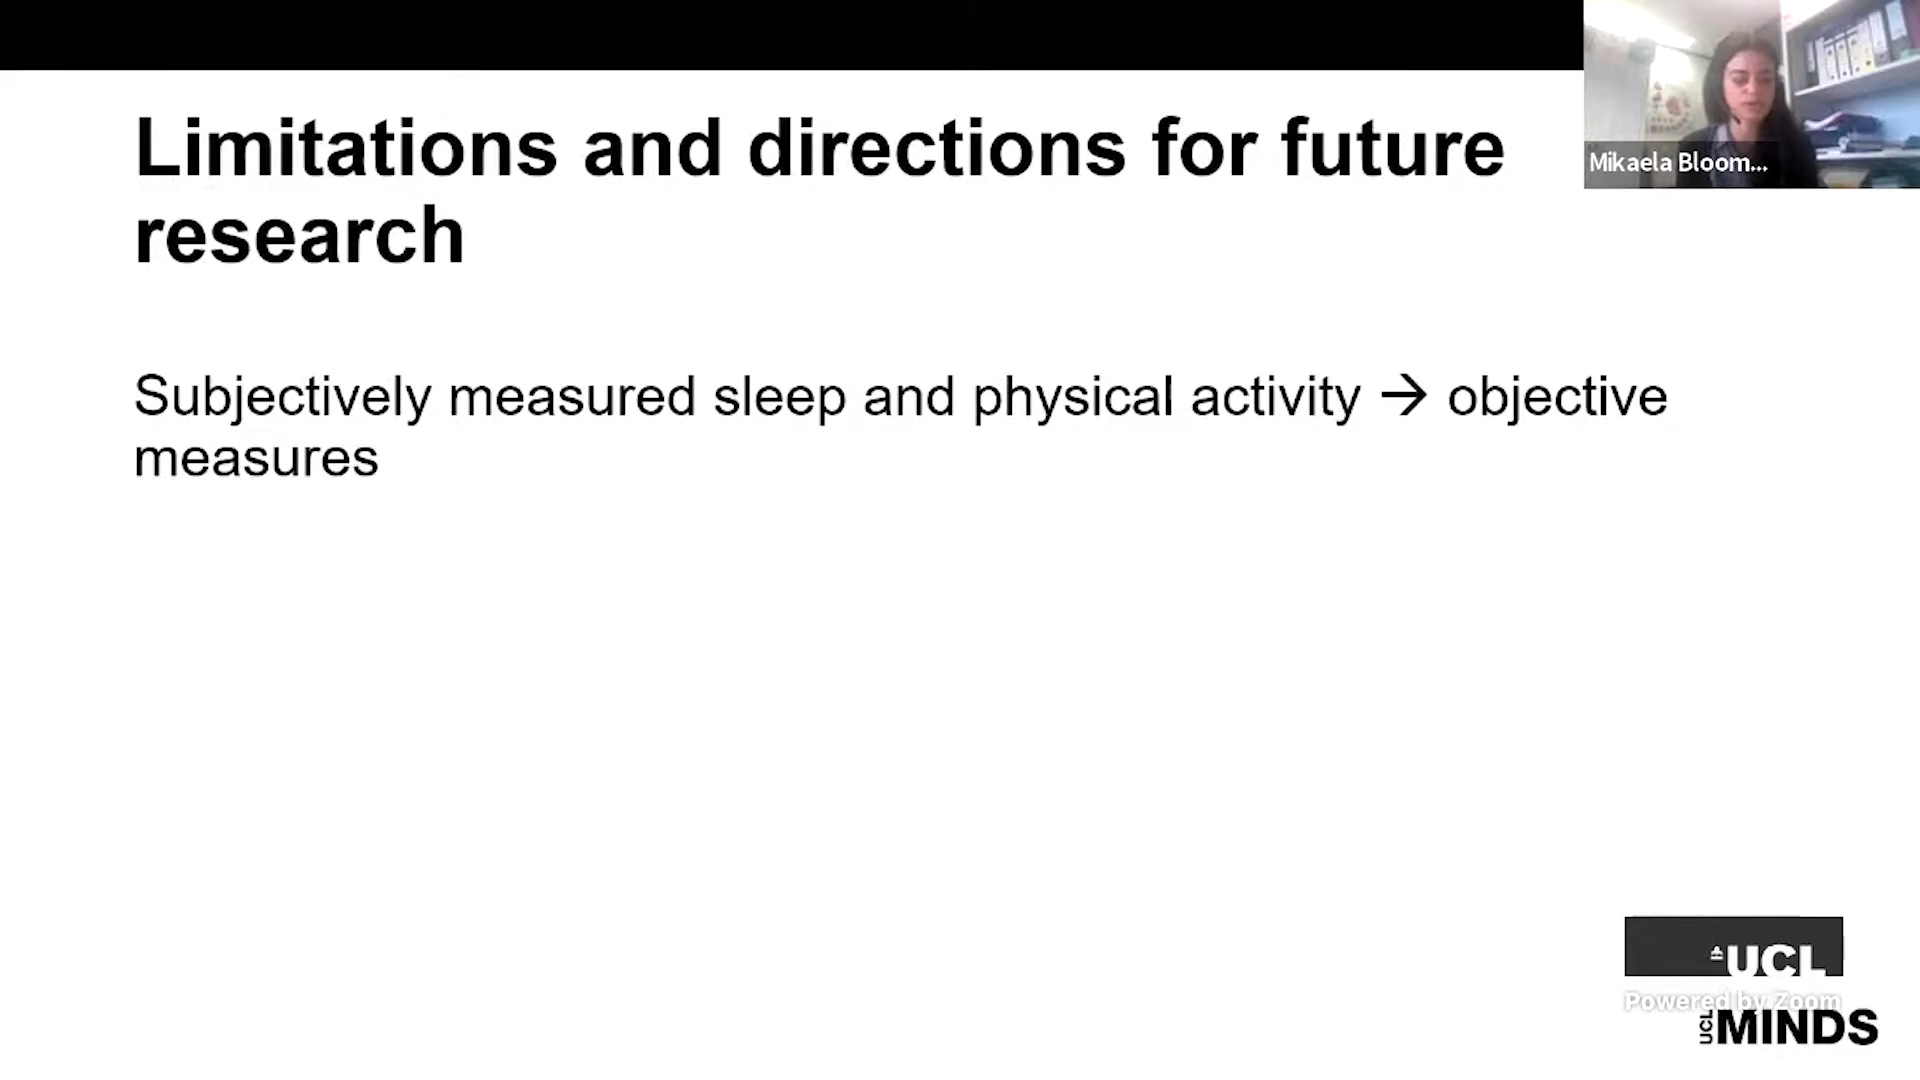 Limitations and directions for future
research
Mikaela Bloom...
Subjectively measured sleep and physical activity → objective
measures
UCL
Powered by Zoom
UCL MINDS